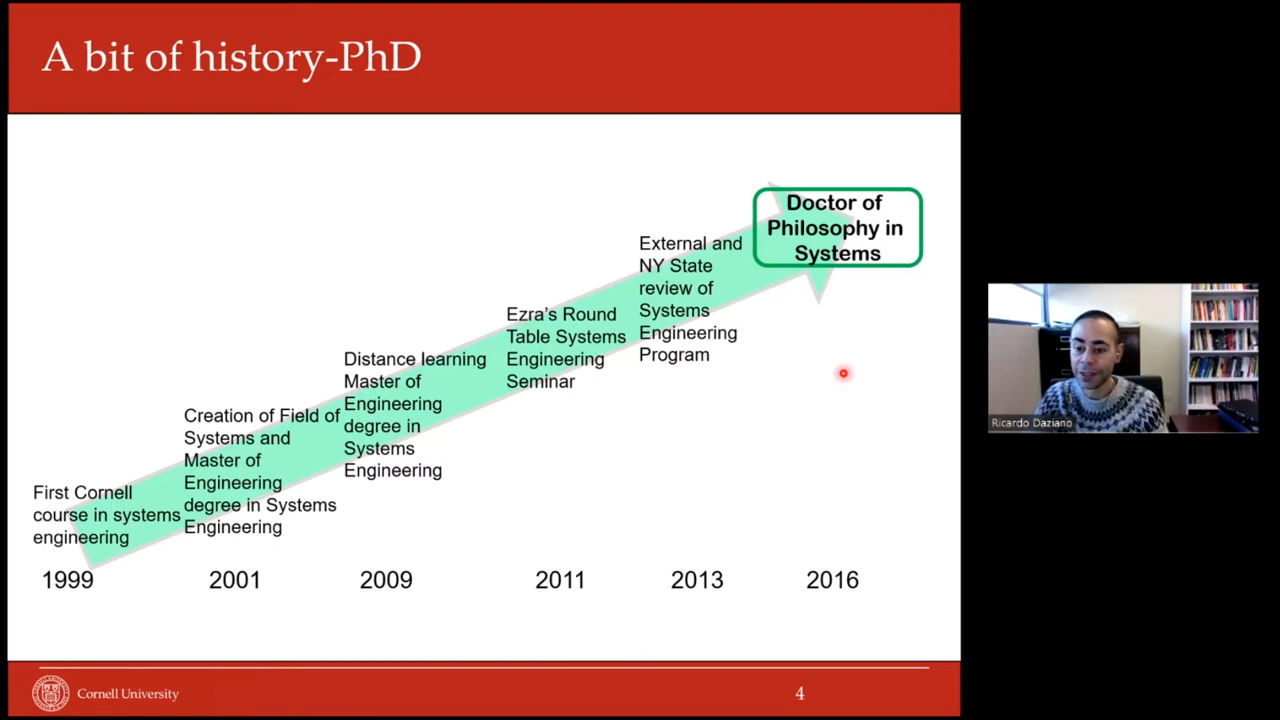 A bit of history-PhD
Doctor of
Philosophy in
Systems
External and
NY State
review of
Systems
Engineering
Program
Ezra's Round
Table Systems
Engineering
Seminar
Distance learning
Master of
Engineering
degree in
Systems
Engineering
Creation of Field of
Systems and
Master of
Engineering
degree in Systems
Engineering
First Cornell
course in systems
engineering
1999
2001
2009
2011
2013
2016
Cornell University
4
Ricardo Daziano